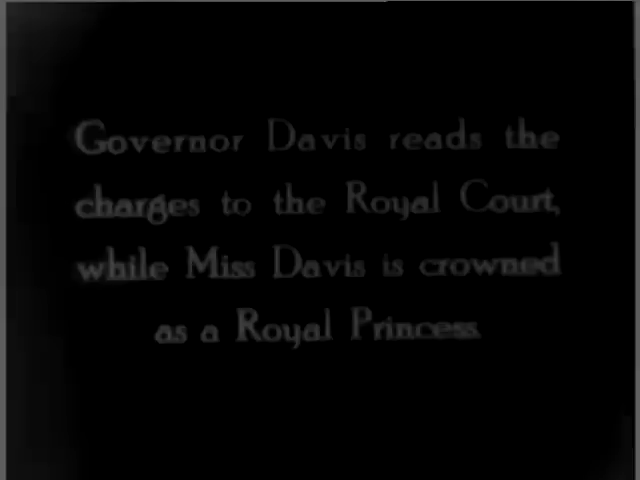 Governor Davis reads the
charges to the Royal Court,
while Miss Davis is crowned
as a Royal Princess